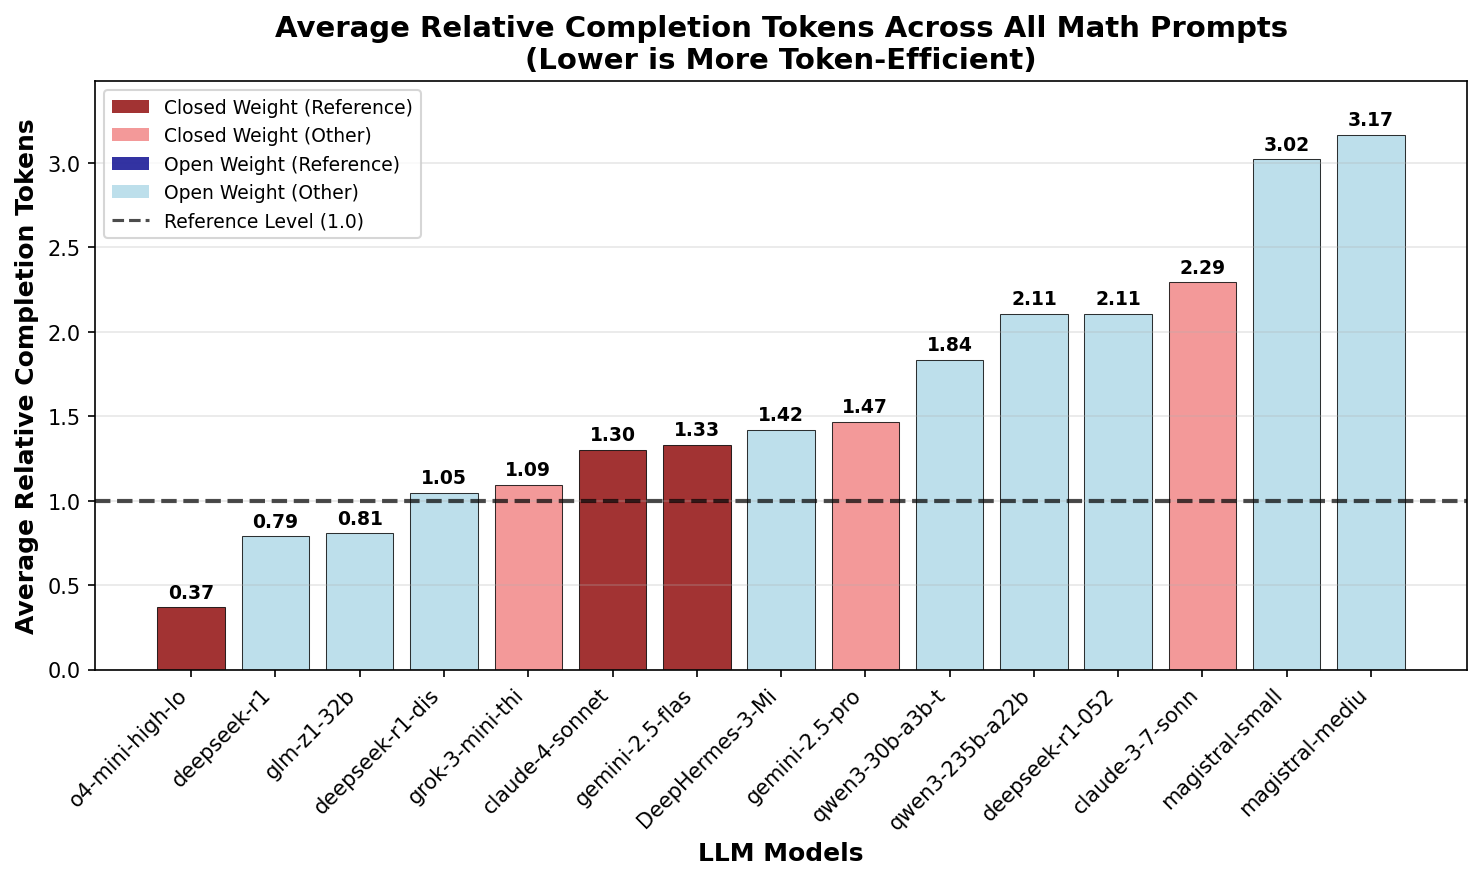 Average Relative Completion Tokens Across All Math Prompts
(Lower is More Token-Efficient)
Average Relative Completion Tokens
Closed Weight (Reference)
Closed Weight (Other)
Open Weight (Reference)
Open Weight (Other)
Reference Level (1.0)
3.0
2.5
2.0
1.5
1.0
0.5
0.0
0.37
0.79
0.81
1.05
1.09
1.30
1.33
1.42
1.47
1.84
2.11
2.11
2.29
3.02
3.17
o4-mini-high-lo
deepseek-r1
glm-z1-32b
deepseek-r1-dis
grok-3-mini-thi
claude-4-sonnet
gemini-2.5-flas
DeepHermes-3-Mi
gemini-2.5-pro
qwen3-30b-a3b-t
qwen3-235b-a22b
deepseek-r1-052
claude-3-7-sonn
magistral-small
magistral-mediu
LLM Models